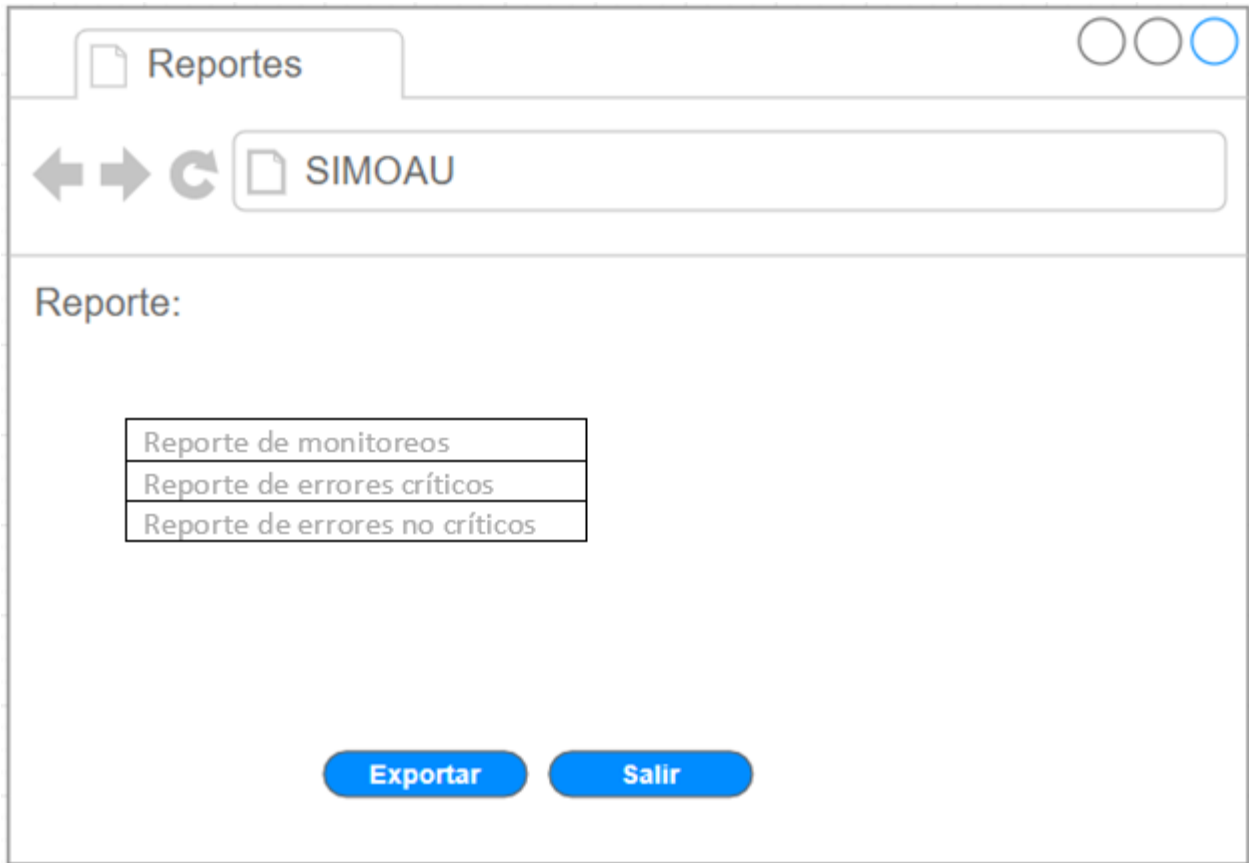 Reportes
SIMOAU
Reporte:
Reporte de monitoreos
Reporte de errores críticos
Reporte de errores no críticos
Exportar Salir